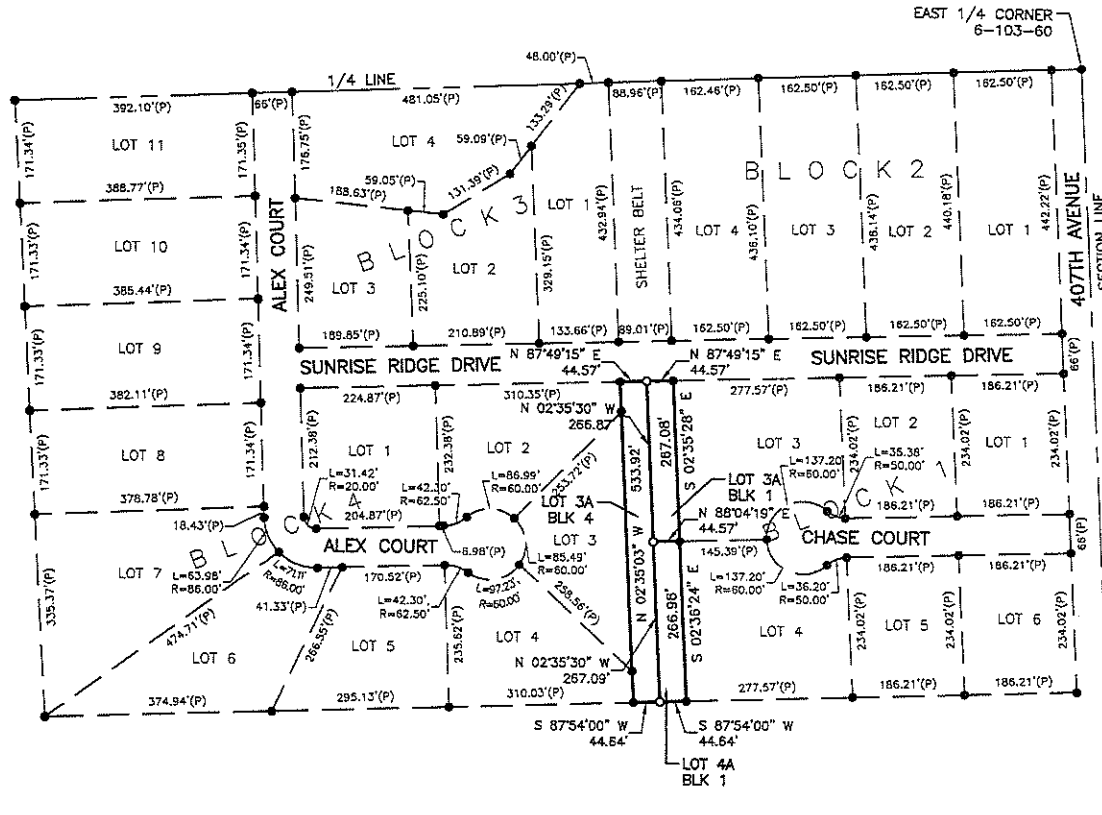 EAST 1/4 CORNER
6-103-60
48.00'(P)
1/4 LINE
392.10'(P)
66'(P)
481.05'(P)
88.96'(P)
162.46'(P)
162.50'(P)
162.50'(P)
162.50'(P)
171.34'(P)
LOT 11
171.35'(P)
176.75'(P)
LOT 4
59.09'(P)
133.29'(P)
388.77'(P)
188.63'(P)
59.05'(P)
131.39'(P)
BLOCK 3
BLOCK 2
171.33'(P)
LOT 10
171.34'(P)
ALEX COURT
249.51'(P)
LOT 3
225.10'(P)
LOT 2
329.15'(P)
LOT 1
432.94'(P)
SHELTER BELT
434.06'(P)
LOT 4
436.10'(P)
LOT 3
436.14'(P)
LOT 2
440.18'(P)
LOT 1
442.22'(P)
407TH AVENUE
SECTION LINE
385.44'(P)
171.33'(P)
LOT 9
171.34'(P)
189.85'(P)
210.89'(P)
133.66'(P)
89.01'(P)
162.50'(P)
162.50'(P)
162.50'(P)
162.50'(P)
SUNRISE RIDGE DRIVE
N 87°49'15" E
44.57'
N 87°49'15" E
44.57'
SUNRISE RIDGE DRIVE
66'(P)
382.11'(P)
224.87'(P)
310.35'(P)
277.57'(P)
186.21'(P)
186.21'(P)
N 02°35'30" W
266.87'
171.33'(P)
LOT 8
171.34'(P)
212.38'(P)
LOT 1
232.38'(P)
LOT 2
253.72'(P)
533.92'
N 02°35'03" W
267.08'
S 02°35'28" E
LOT 3
234.02'(P)
LOT 2
234.02'(P)
LOT 1
234.02'(P)
L=31.42'
R=20.00'
L=42.30'
R=62.50'
L=86.99'
R=60.00'
L=137.20'
R=60.00'
L=35.38'
R=50.00'
LOT 3A
BLK 4
LOT 3A
BLK 1
378.78'(P)
18.43'(P)
BLOCK 4
204.87'(P)
LOT 3
N 88°04'19" E
44.57'
BLOCK 1
186.21'(P)
186.21'(P)
ALEX COURT
8.98'(P)
L=85.49'
R=60.00'
145.39'(P)
CHASE COURT
66'(P)
335.37'(P)
LOT 7
L=63.98'
R=86.00'
L=71.11'
R=86.00'
41.33'(P)
170.52'(P)
L=42.30'
R=62.50'
L=97.23'
R=60.00'
258.56'(P)
L=137.20'
R=60.00'
L=36.20'
R=50.00'
186.21'(P)
186.21'(P)
474.71'(P)
LOT 6
LOT 5
235.62'(P)
LOT 4
266.98'
S 02°36'24" E
LOT 4
234.02'(P)
LOT 5
234.02'(P)
LOT 6
234.02'(P)
N 02°35'30" W
267.09'
374.94'(P)
295.13'(P)
310.03'(P)
277.57'(P)
186.21'(P)
186.21'(P)
S 87°54'00" W
44.64'
S 87°54'00" W
44.64'
LOT 4A
BLK 1